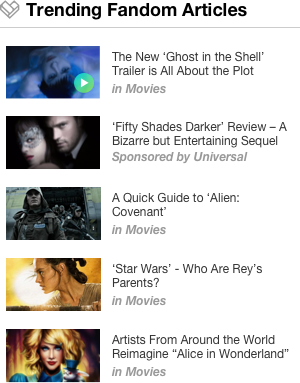 Trending Fandom Articles
The New ‘Ghost in the Shell’
Trailer is All About the Plot
in Movies
‘Fifty Shades Darker’ Review – A
Bizarre but Entertaining Sequel
Sponsored by Universal
A Quick Guide to ‘Alien:
Covenant’
in Movies
‘Star Wars’ - Who Are Rey’s
Parents?
in Movies
Artists From Around the World
Reimagine “Alice in Wonderland”
in Movies